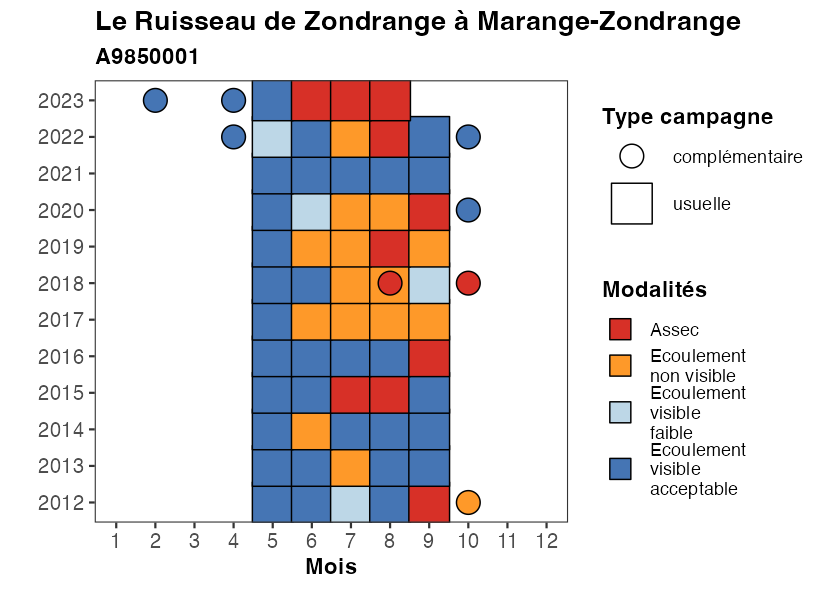 Le Ruisseau de Zondrange à Marange-Zondrange
A9850001
2023
2022
2021
2020
2019
2018
2017
2016
2015
2014
2013
2012
1 2 3 4 5 6 7 8 9 10 11 12
Mois
Type campagne
complémentaire
usuelle
Modalités
Assec
Ecoulement
non visible
Ecoulement
visible
faible
Ecoulement
visible
acceptable